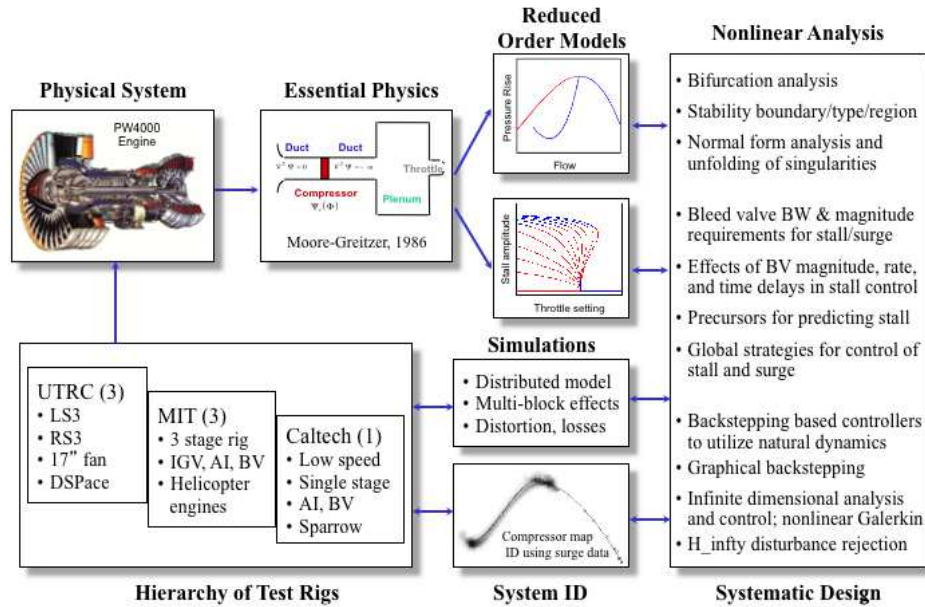 Reduced
Order Models
Nonlinear Analysis
Physical System
Essential Physics
PW4000
Engine
Duct
Duct
Compressor
Ψc(Φ)
Plenum
Throttle
Moore-Greitzer, 1986
Pressure Rise
Flow
Stall amplitude
Throttle setting
• Bifurcation analysis
• Stability boundary/type/region
• Normal form analysis and
unfolding of singularities
• Bleed valve BW & magnitude
requirements for stall/surge
• Effects of BV magnitude, rate,
and time delays in stall control
• Precursors for predicting stall
• Global strategies for control of
stall and surge
• Backstepping based controllers
to utilize natural dynamics
• Graphical backstepping
• Infinite dimensional analysis
and control; nonlinear Galerkin
• H_infty disturbance rejection
Systematic Design
Simulations
• Distributed model
• Multi-block effects
• Distortion, losses
UTRC (3)
• LS3
• RS3
• 17” fan
• DSPace
MIT (3)
• 3 stage rig
• IGV, AI, BV
• Helicopter
engines
Caltech (1)
• Low speed
• Single stage
• AI, BV
• Sparrow
Compressor map
ID using surge data
Hierarchy of Test Rigs
System ID